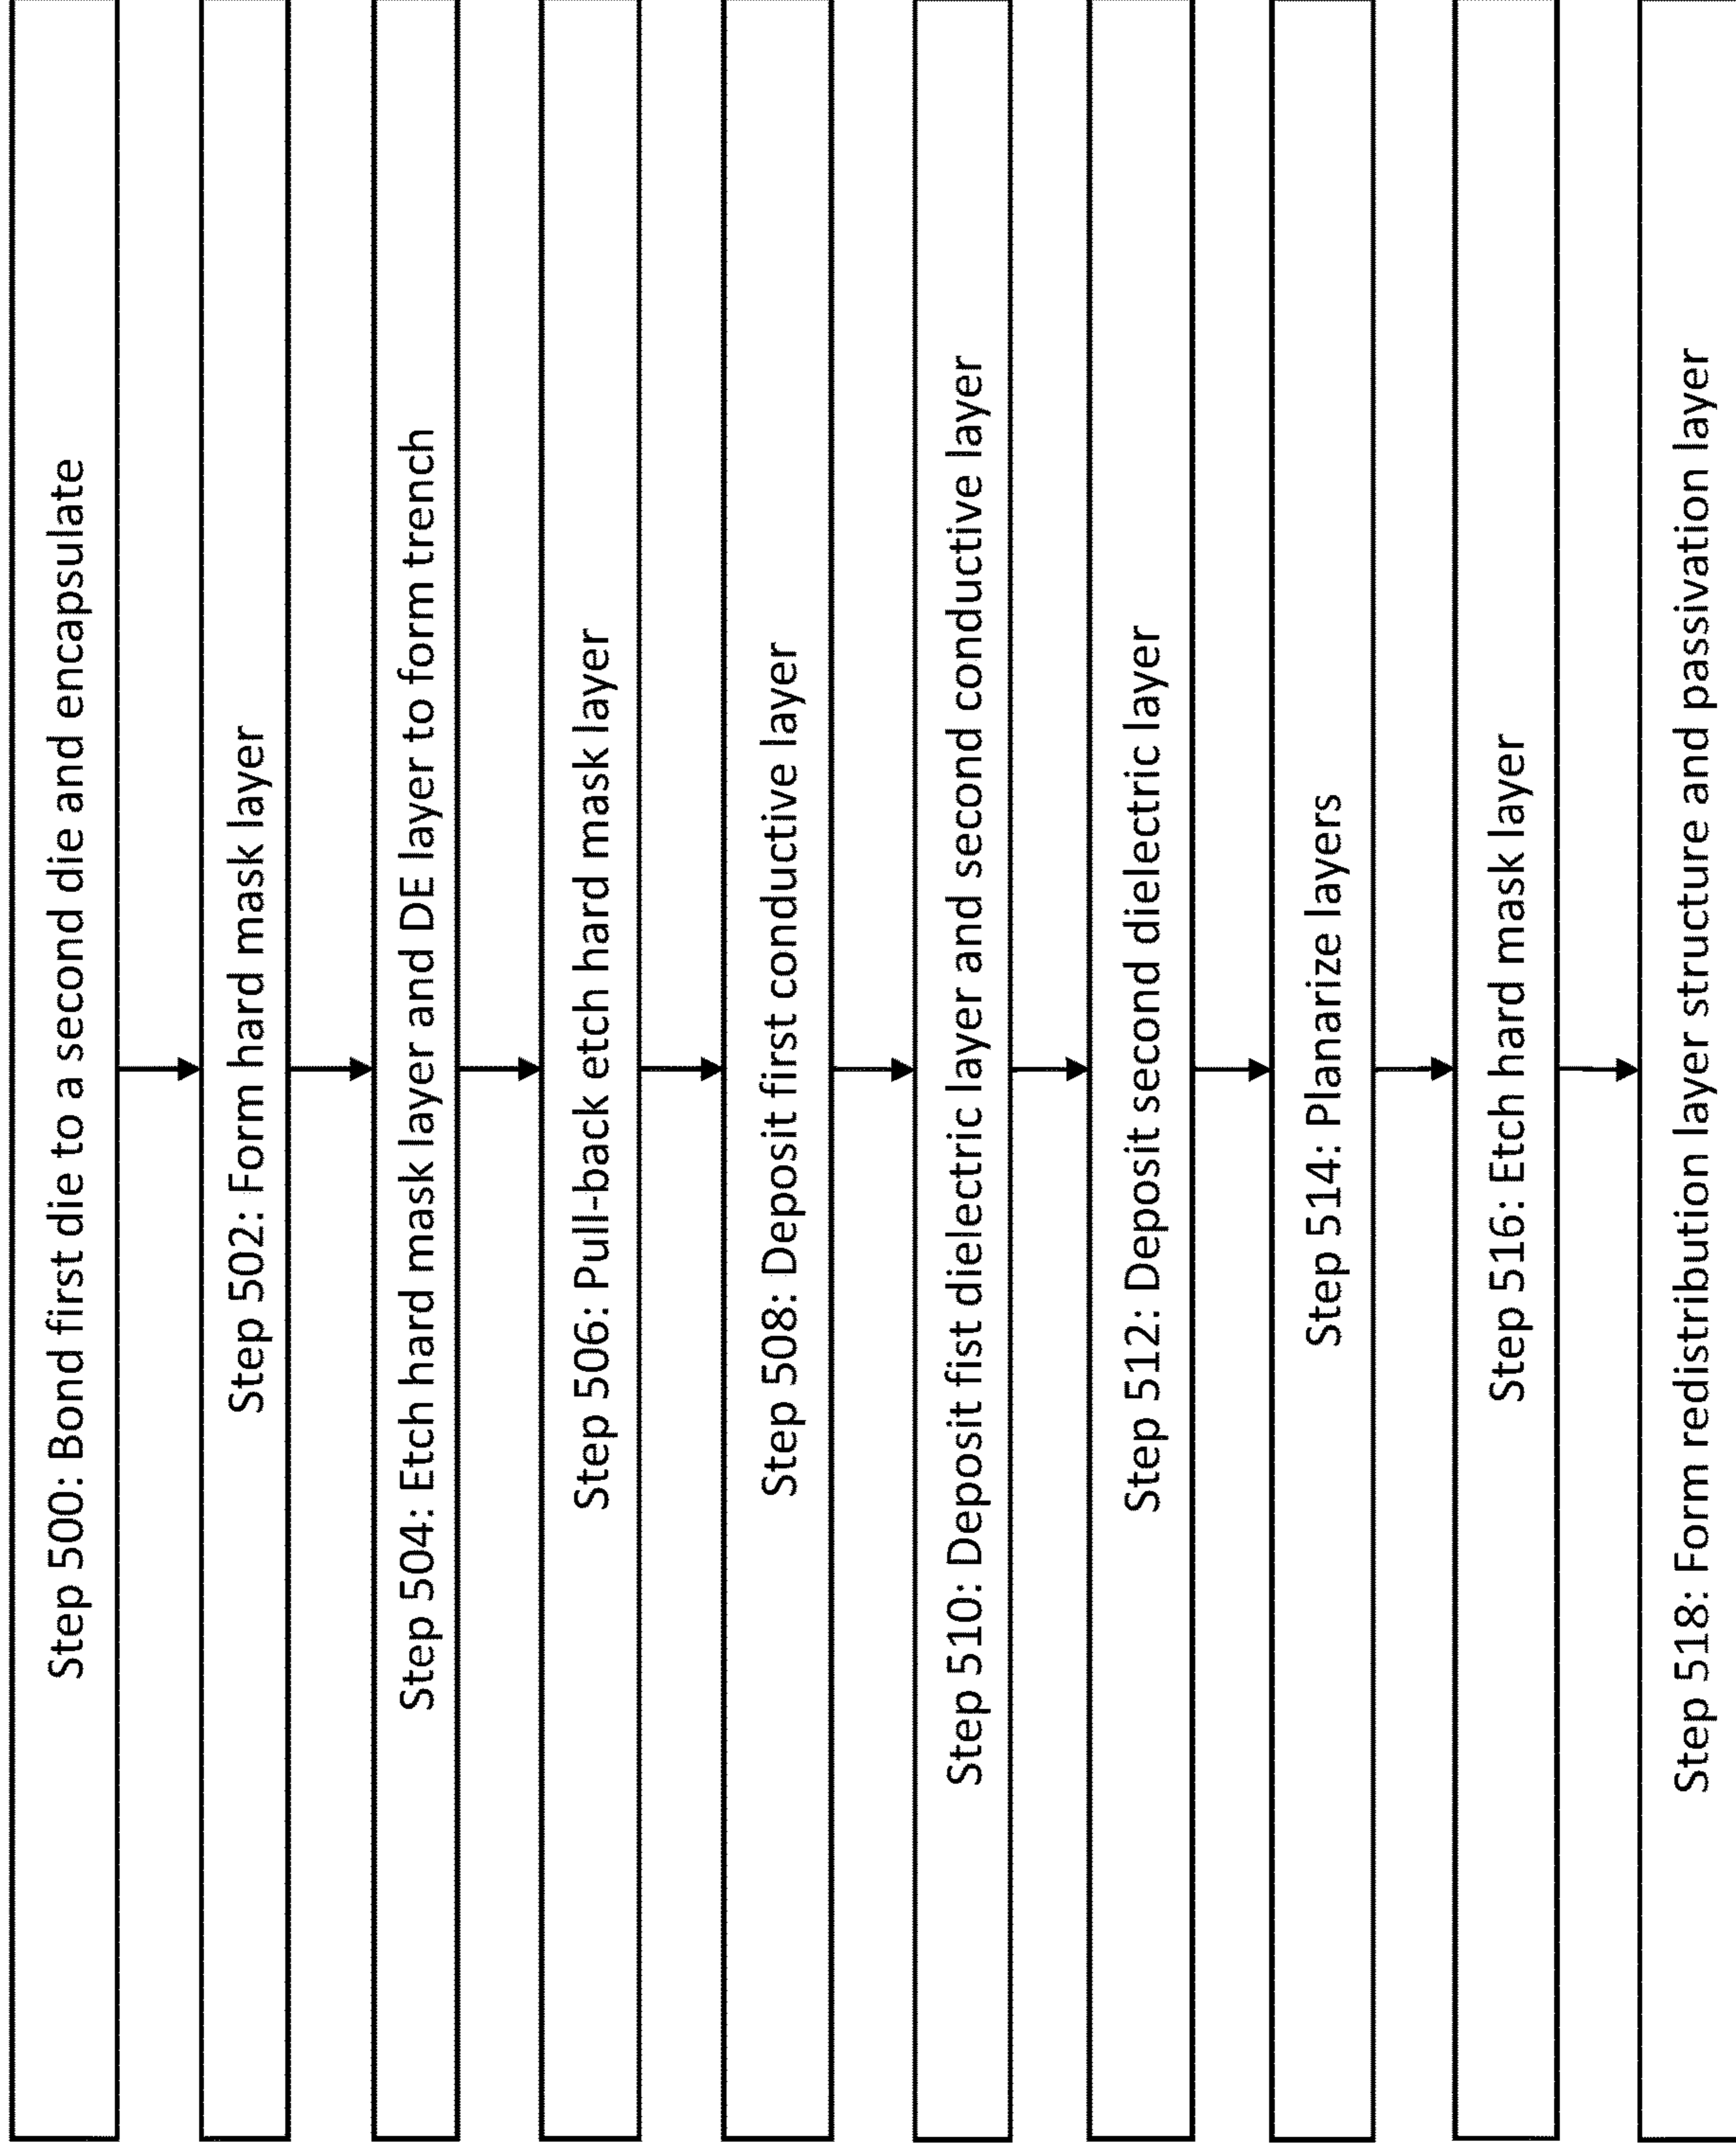 Step 500: Bond first die to a second die and encapsulate
Step 502: Form hard mask layer
Step 504: Etch hard mask layer and DE layer to form trench
Step 506: Pull-back etch hard mask layer
Step 508: Deposit first conductive layer
Step 510: Deposit fist dielectric layer and second conductive layer
Step 512: Deposit second dielectric layer
Step 514: Planarize layers
Step 516: Etch hard mask layer
Step 518: Form redistribution layer structure and passivation layer